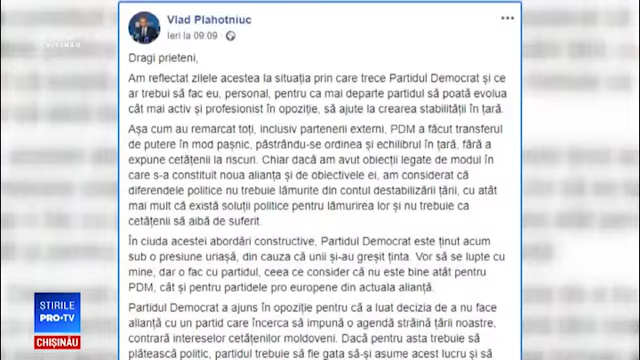 Vlad Plahotniuc
Ieri la 09:09 ·
Dragi prieteni,
Am reflectat zilele acestea la situația prin care trece Partidul Democrat și ce
ar trebui să fac eu, personal, pentru ca mai departe partidul să poată evolua
cât mai activ și profesionist în opoziție, să ajute la crearea stabilității în țară.
Așa cum au remarcat toți, inclusiv partenerii externi, PDM a făcut transferul
de putere în mod pașnic, păstrându-se ordinea și echilibrul în țară, fără a
expune cetățenii la riscuri. Chiar dacă am avut obiecții legate de modul în
care s-a constituit noua alianța și de obiectivele ei, am considerat că
diferendele politice nu trebuie lămurite din contul destabilizării țării, cu atât
mai mult că există soluții politice pentru lămurirea lor și nu trebuie ca
cetățenii să aibă de suferit.
În ciuda acestei abordări constructive, Partidul Democrat este ținut acum
sub o presiune uriașă, din cauza că unii și-au greșit ținta. Vor să se lupte cu
mine, dar o fac cu partidul, ceea ce consider că nu este bine atât pentru
PDM, cât și pentru partidele pro europene din actuala alianță.
Partidul Democrat a ajuns în opoziție pentru că a luat decizia de a nu face
alianță cu un partid care încerca să impună o agendă străină țării noastre,
contrară intereselor cetățenilor moldoveni. Dacă pentru asta trebuie să
plătească politic, partidul trebuie să fie gata să-și asume acest lucru și să
ȘTIRILE
PRO•TV
CHIȘINĂU